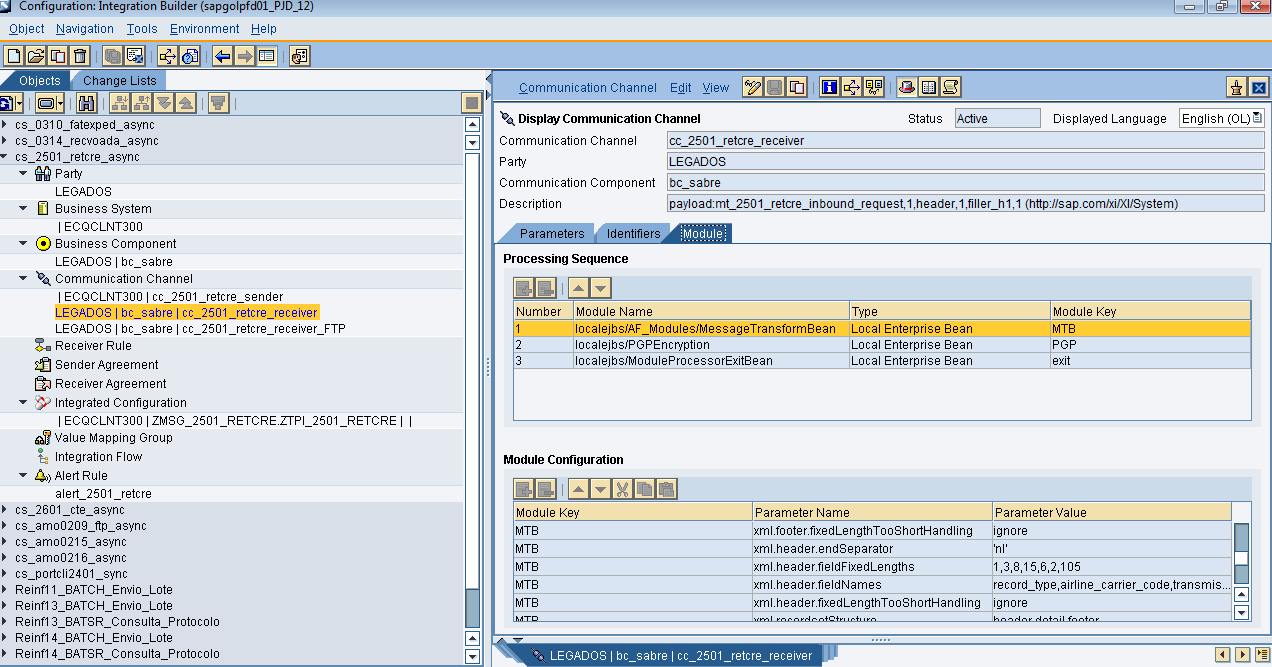 Configuration: Integration Builder (sapgolpfd01_PJD_12)
Object Navigation Tools Environment Help
Objects Change Lists
cs_0310_fatexped_async
cs_0314_recvoada_async
cs_2501_retcre_async
Party
LEGADOS
Business System
| ECQCLNT300
Business Component
LEGADOS | bc_sabre
Communication Channel
| ECQCLNT300 | cc_2501_retcre_sender
LEGADOS | bc_sabre | cc_2501_retcre_receiver
LEGADOS | bc_sabre | cc_2501_retcre_receiver_FTP
Receiver Rule
Sender Agreement
Receiver Agreement
Integrated Configuration
| ECQCLNT300 | ZMSG_2501_RETCRE.ZTPI_2501_RETCRE | |
Value Mapping Group
Integration Flow
Alert Rule
alert_2501_retcre
cs_2601_cte_async
cs_amo0209_ftp_async
cs_amo0215_async
cs_amo0216_async
cs_portcli2401_sync
Reinf11_BATCH_Envio_Lote
Reinf13_BATCH_Envio_Lote
Reinf13_BATSR_Consulta_Protocolo
Reinf14_BATCH_Envio_Lote
Reinf14_BATSR_Consulta_Protocolo
Communication Channel Edit View
Display Communication Channel Status Active Displayed Language English (OL)
Communication Channel cc_2501_retcre_receiver
Party LEGADOS
Communication Component bc_sabre
Description payload:mt_2501_retcre_inbound_request,1,header,1,filler_h1,1 (http://sap.com/xi/XI/System)
Parameters Identifiers Module
Processing Sequence
Number Module Name Type Module Key
1 localejbs/AF_Modules/MessageTransformBean Local Enterprise Bean MTB
2 localejbs/PGPEncryption Local Enterprise Bean PGP
3 localejbs/ModuleProcessorExitBean Local Enterprise Bean exit
Module Configuration
Module Key Parameter Name Parameter Value
MTB xml.footer.fixedLengthTooShortHandling ignore
MTB xml.header.endSeparator 'nl'
MTB xml.header.fieldFixedLengths 1,3,8,15,6,2,105
MTB xml.header.fieldNames record_type,airline_carrier_code,transmis...
MTB xml.header.fixedLengthTooShortHandling ignore
MTB xml.recordsetStructure header,detail,footer
LEGADOS | bc_sabre | cc_2501_retcre_receiver